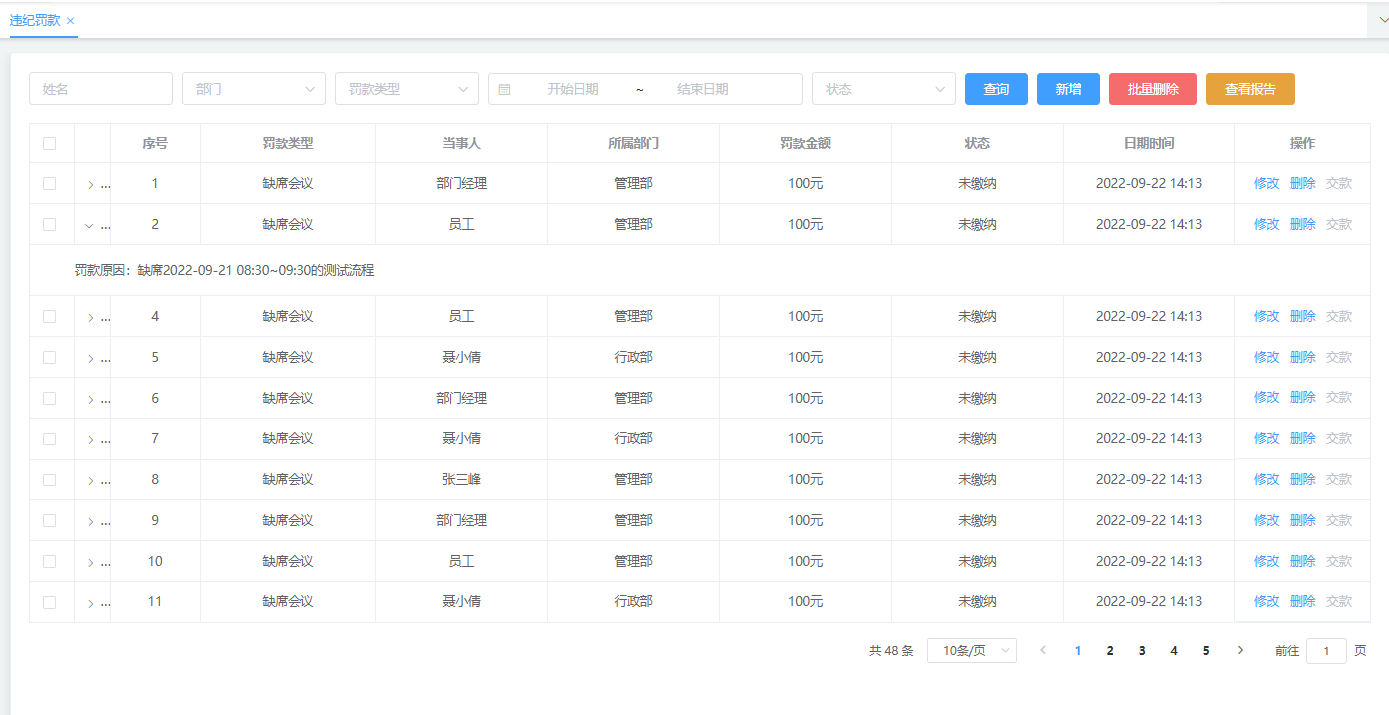 违纪罚款 ×
姓名 部门 罚款类型 开始日期 ~ 结束日期 状态 查询 新增 批量删除 查看报告
序号 罚款类型 当事人 所属部门 罚款金额 状态 日期时间 操作
... 1 缺席会议 部门经理 管理部 100元 未缴纳 2022-09-22 14:13 修改 删除 交款
... 2 缺席会议 员工 管理部 100元 未缴纳 2022-09-22 14:13 修改 删除 交款
罚款原因：缺席2022-09-21 08:30~09:30的测试流程
... 4 缺席会议 员工 管理部 100元 未缴纳 2022-09-22 14:13 修改 删除 交款
... 5 缺席会议 聂小倩 行政部 100元 未缴纳 2022-09-22 14:13 修改 删除 交款
... 6 缺席会议 部门经理 管理部 100元 未缴纳 2022-09-22 14:13 修改 删除 交款
... 7 缺席会议 聂小倩 行政部 100元 未缴纳 2022-09-22 14:13 修改 删除 交款
... 8 缺席会议 张三峰 管理部 100元 未缴纳 2022-09-22 14:13 修改 删除 交款
... 9 缺席会议 部门经理 管理部 100元 未缴纳 2022-09-22 14:13 修改 删除 交款
... 10 缺席会议 员工 管理部 100元 未缴纳 2022-09-22 14:13 修改 删除 交款
... 11 缺席会议 聂小倩 行政部 100元 未缴纳 2022-09-22 14:13 修改 删除 交款
共 48 条 10条/页 1 2 3 4 5 前往 1 页